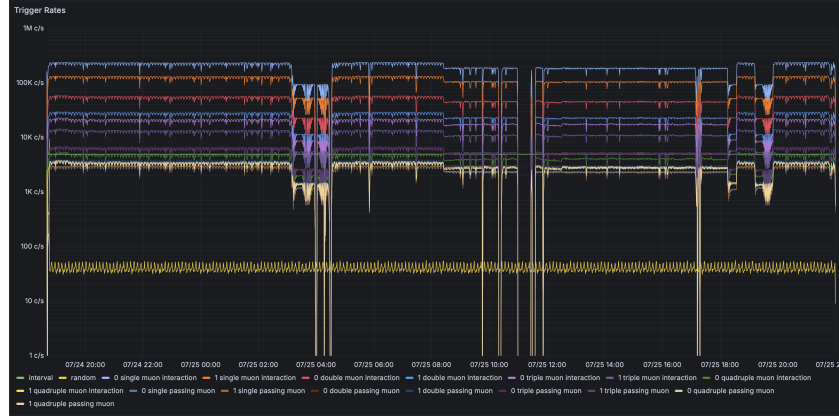 Trigger Rates
1M c/s
100K c/s
10K c/s
1K c/s
100 c/s
10 c/s
1 c/s
07/24 20:00 07/24 22:00 07/25 00:00 07/25 02:00 07/25 04:00 07/25 06:00 07/25 08:00 07/25 10:00 07/25 12:00 07/25 14:00 07/25 16:00 07/25 18:00 07/25 20:00 07/25 2
interval random 0 single muon interaction 1 single muon interaction 0 double muon interaction 1 double muon interaction 0 triple muon interaction 1 triple muon interaction 0 quadruple muon interaction
1 quadruple muon interaction 0 single passing muon 1 single passing muon 0 double passing muon 1 double passing muon 0 triple passing muon 1 triple passing muon 0 quadruple passing muon
1 quadruple passing muon